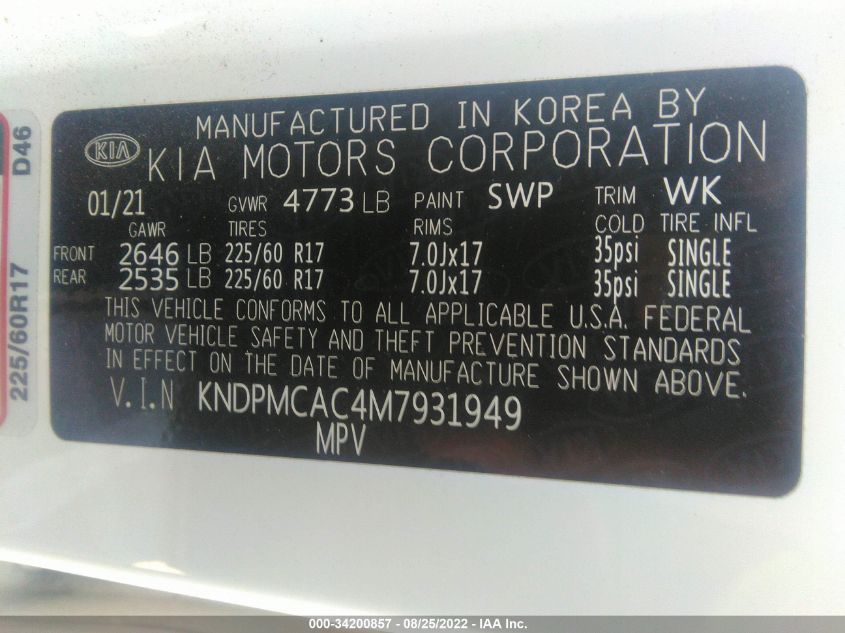 MANUFACTURED IN KOREA BY
KIA KIA MOTORS CORPORATION
01/21 GVWR 4773 LB PAINT SWP TRIM WK
GAWR TIRES RIMS COLD TIRE INFL
FRONT 2646 LB 225/60 R17 7.0Jx17 35psi SINGLE
REAR 2535 LB 225/60 R17 7.0Jx17 35psi SINGLE
THIS VEHICLE CONFORMS TO ALL APPLICABLE U.S.A. FEDERAL
MOTOR VEHICLE SAFETY AND THEFT PREVENTION STANDARDS
IN EFFECT ON THE DATE OF MANUFACTURE SHOWN ABOVE.
V.I.N KNDPMCAC4M7931949
MPV
225/60R17 D46
000-34200857 - 08/25/2022 - IAA Inc.